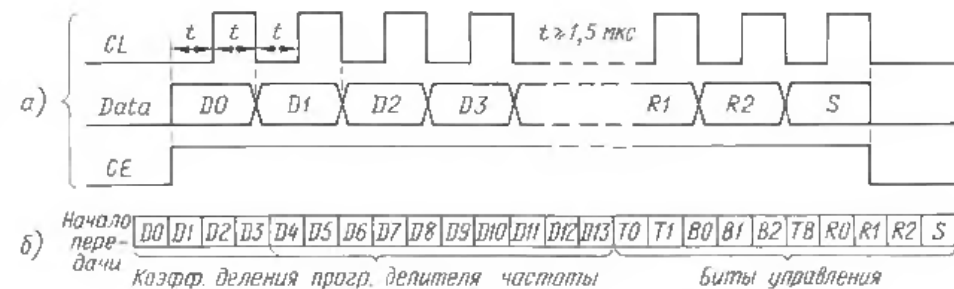 CL t t t t ≥ 1,5 мкс
а) Data D0 D1 D2 D3 R1 R2 S
CE
б) Начало передачи D0 D1 D2 D3 D4 D5 D6 D7 D8 D9 D10 D11 D12 D13 T0 T1 B0 B1 B2 TB R0 R1 R2 S
Коэфф. деления прогр. делителя частоты Биты управления